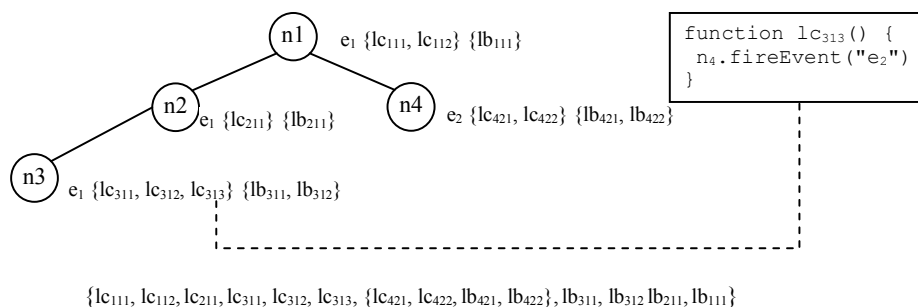 n1
e₁ {lc₁₁₁, lc₁₁₂} {lb₁₁₁}
function lc₃₁₃() {
n₄.fireEvent("e₂")
}
n2
e₁ {lc₂₁₁} {lb₂₁₁}
n4
e₂ {lc₄₂₁, lc₄₂₂} {lb₄₂₁, lb₄₂₂}
n3
e₁ {lc₃₁₁, lc₃₁₂, lc₃₁₃} {lb₃₁₁, lb₃₁₂}
{lc₁₁₁, lc₁₁₂, lc₂₁₁, lc₃₁₁, lc₃₁₂, lc₃₁₃, {lc₄₂₁, lc₄₂₂, lb₄₂₁, lb₄₂₂}, lb₃₁₁, lb₃₁₂ lb₂₁₁, lb₁₁₁}